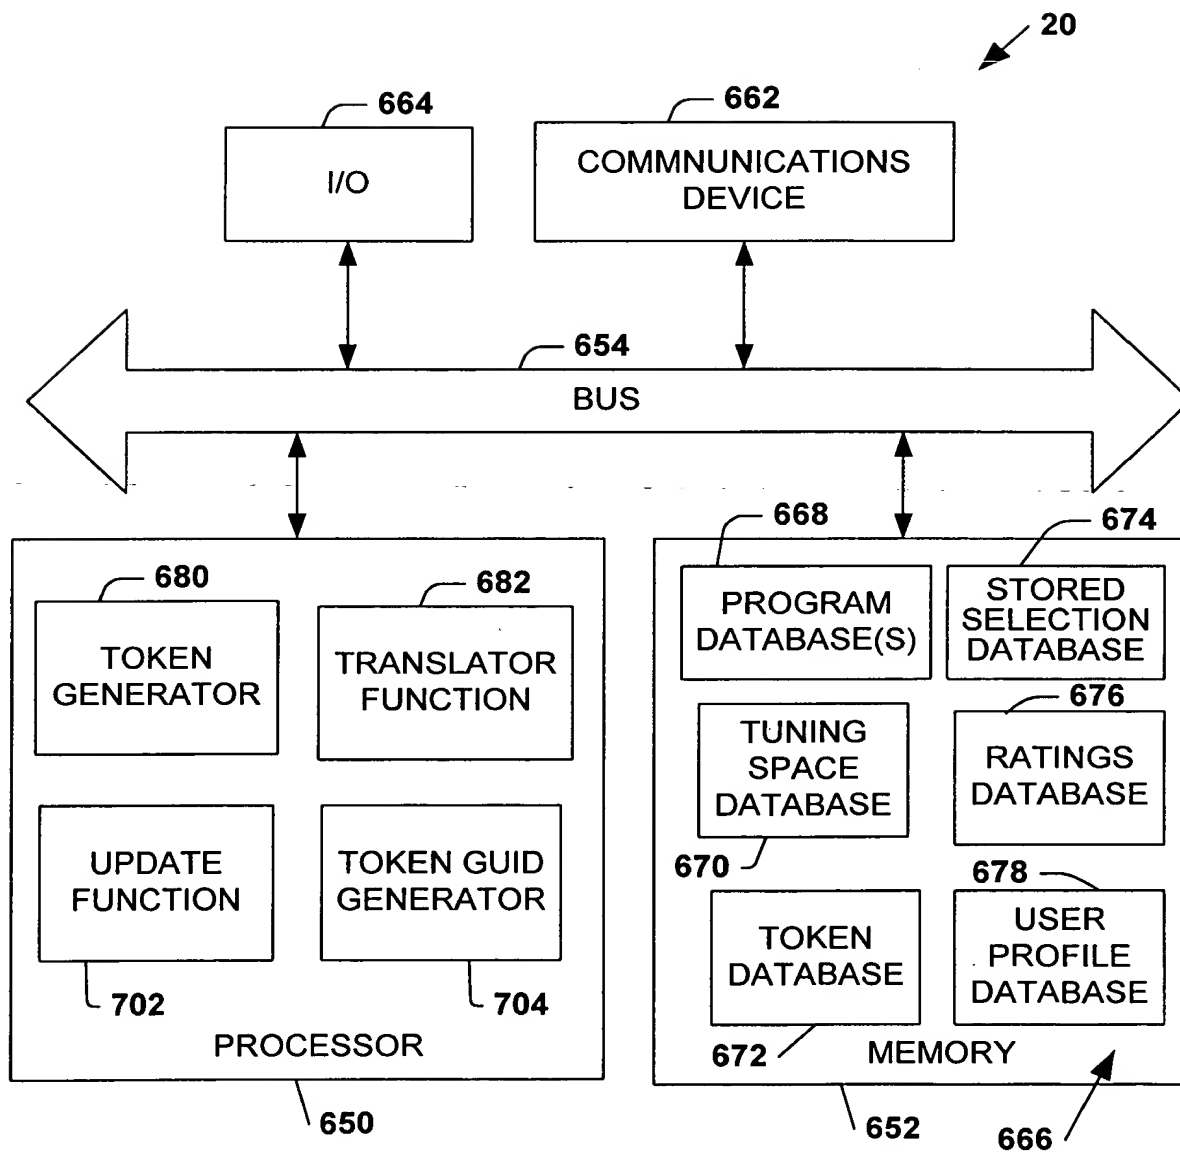 20
664
662
I/O
COMMNUNICATIONS
DEVICE
654
BUS
668
674
680
682
PROGRAM
DATABASE(S)
STORED
SELECTION
DATABASE
TOKEN
GENERATOR
TRANSLATOR
FUNCTION
676
TUNING
SPACE
DATABASE
RATINGS
DATABASE
670
678
UPDATE
FUNCTION
TOKEN GUID
GENERATOR
TOKEN
DATABASE
USER
PROFILE
DATABASE
702
704
PROCESSOR
672
MEMORY
650
652
666